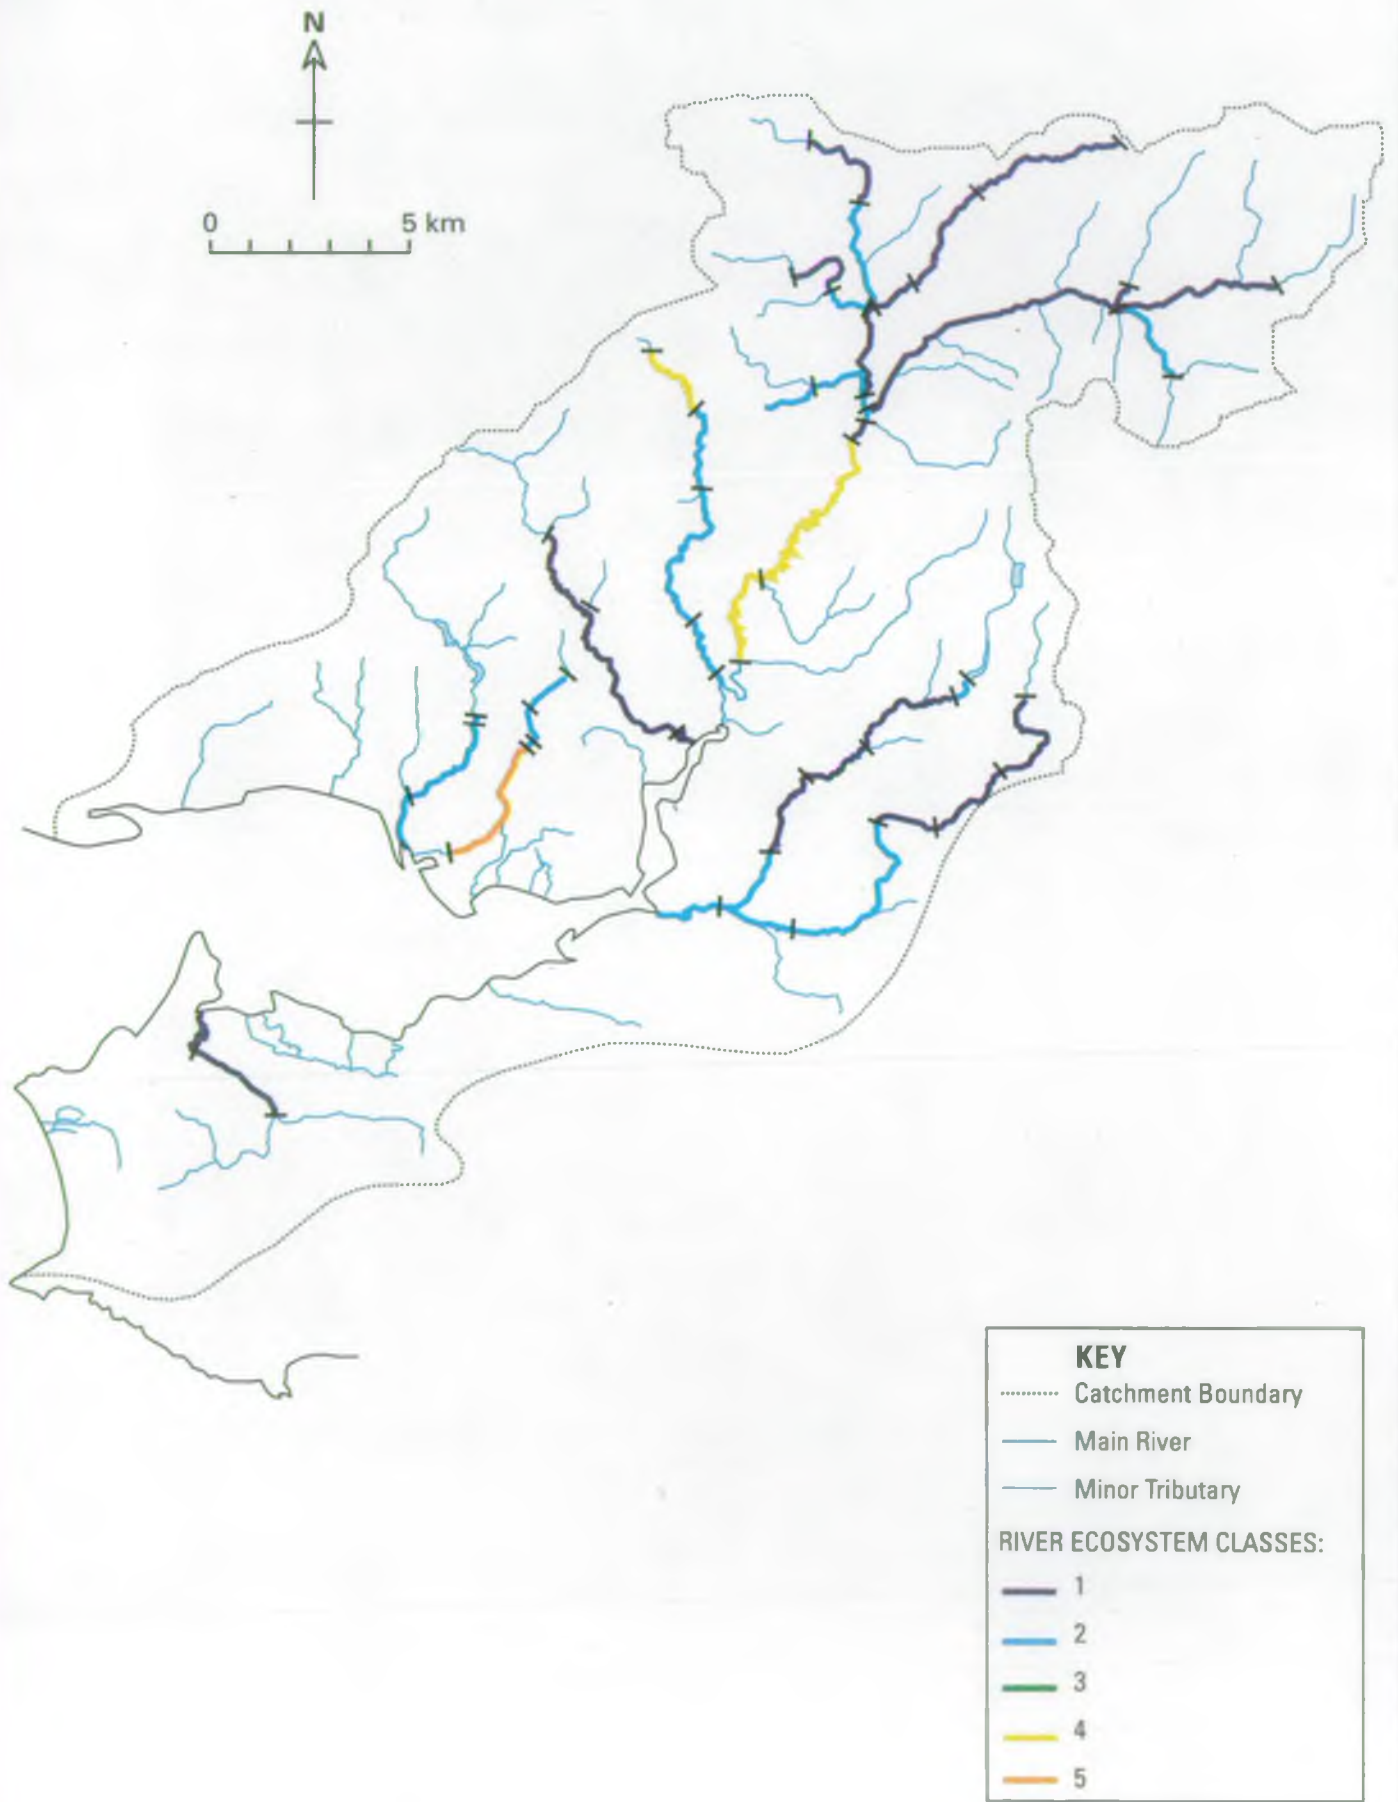 N
0 5 km
KEY
Catchment Boundary
Main River
Minor Tributary
RIVER ECOSYSTEM CLASSES:
1
2
3
4
5